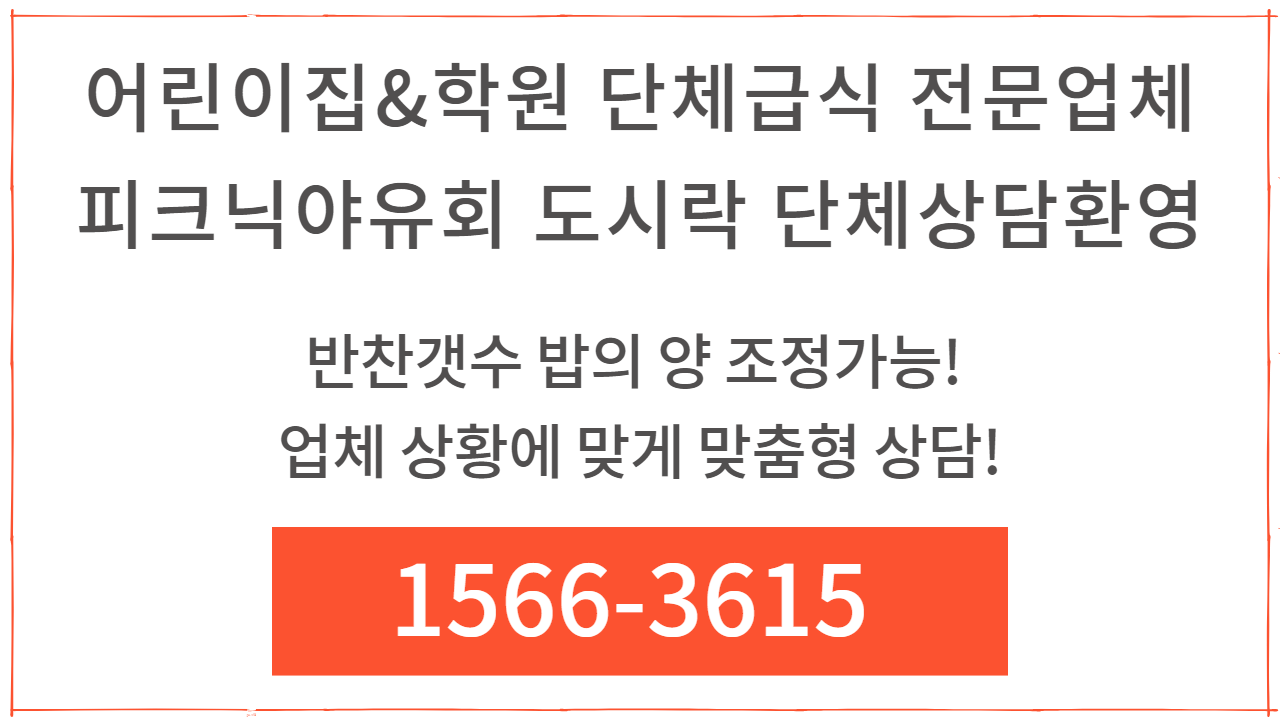 어린이집&학원 단체급식 전문업체
피크닉야유회 도시락 단체상담환영
반찬갯수 밥의 양 조정가능!
업체 상황에 맞게 맞춤형 상담!
1566-3615